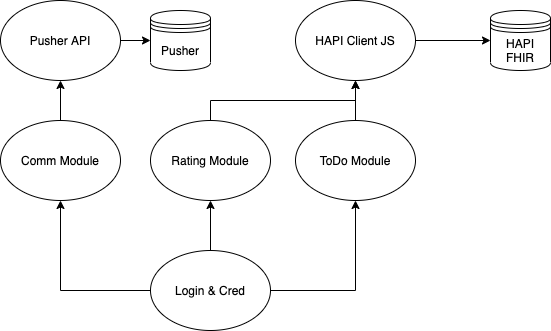 Pusher API
Pusher
HAPI Client JS
HAPI
FHIR
Comm Module
Rating Module
ToDo Module
Login & Cred